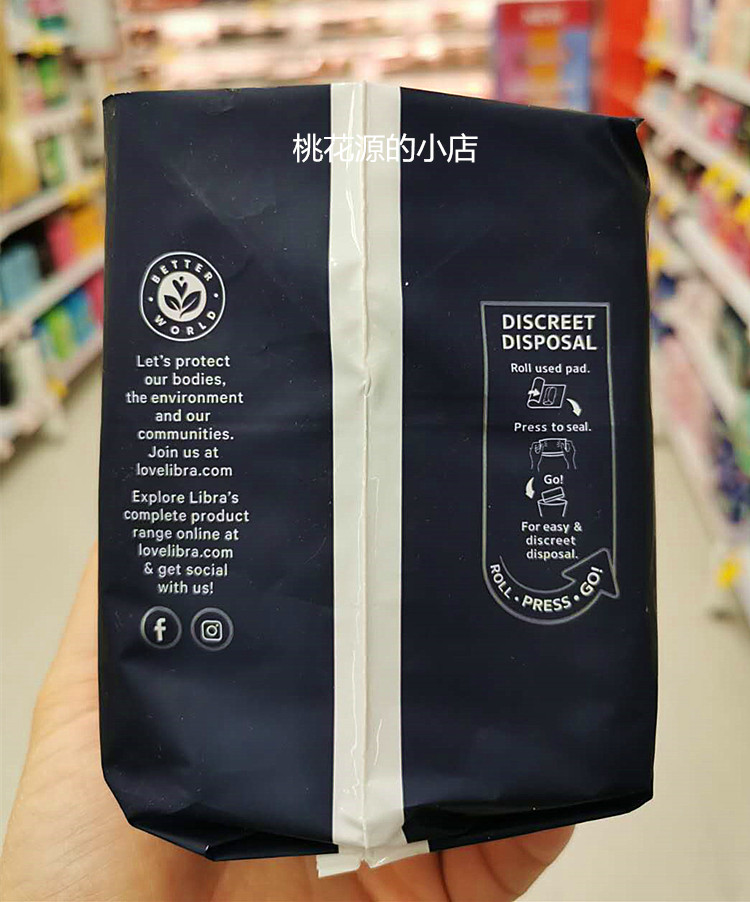 桃花源的小店
BETTER WORLD
Let's protect
our bodies,
the environment
and our
communities.
Join us at
lovelibra.com
Explore Libra's
complete product
range online at
lovelibra.com
& get social
with us!
DISCREET
DISPOSAL
Roll used pad.
Press to seal.
Go!
For easy &
discreet
disposal.
ROLL • PRESS • GO!